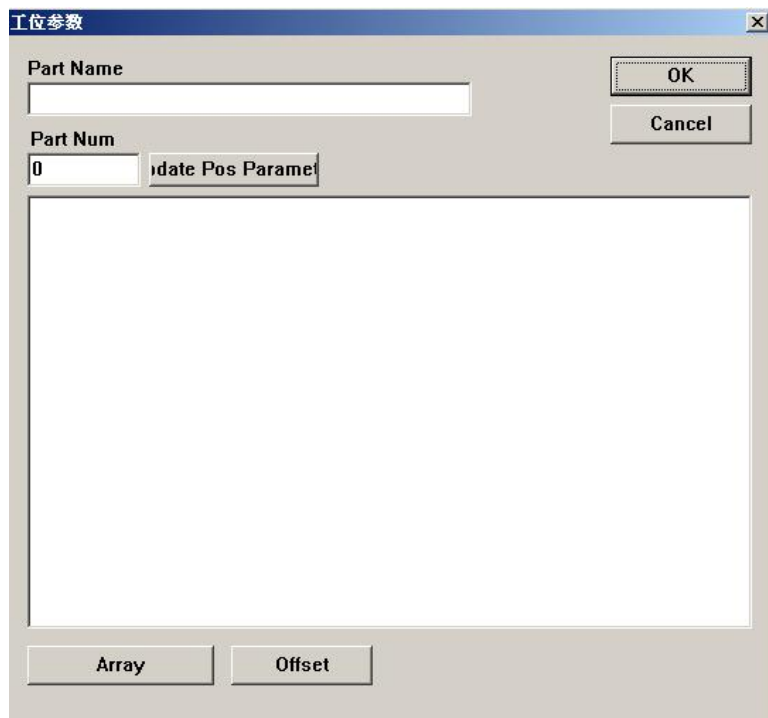 工位参数
Part Name
OK
Cancel
Part Num
0
date Pos Paramet
Array
Offset